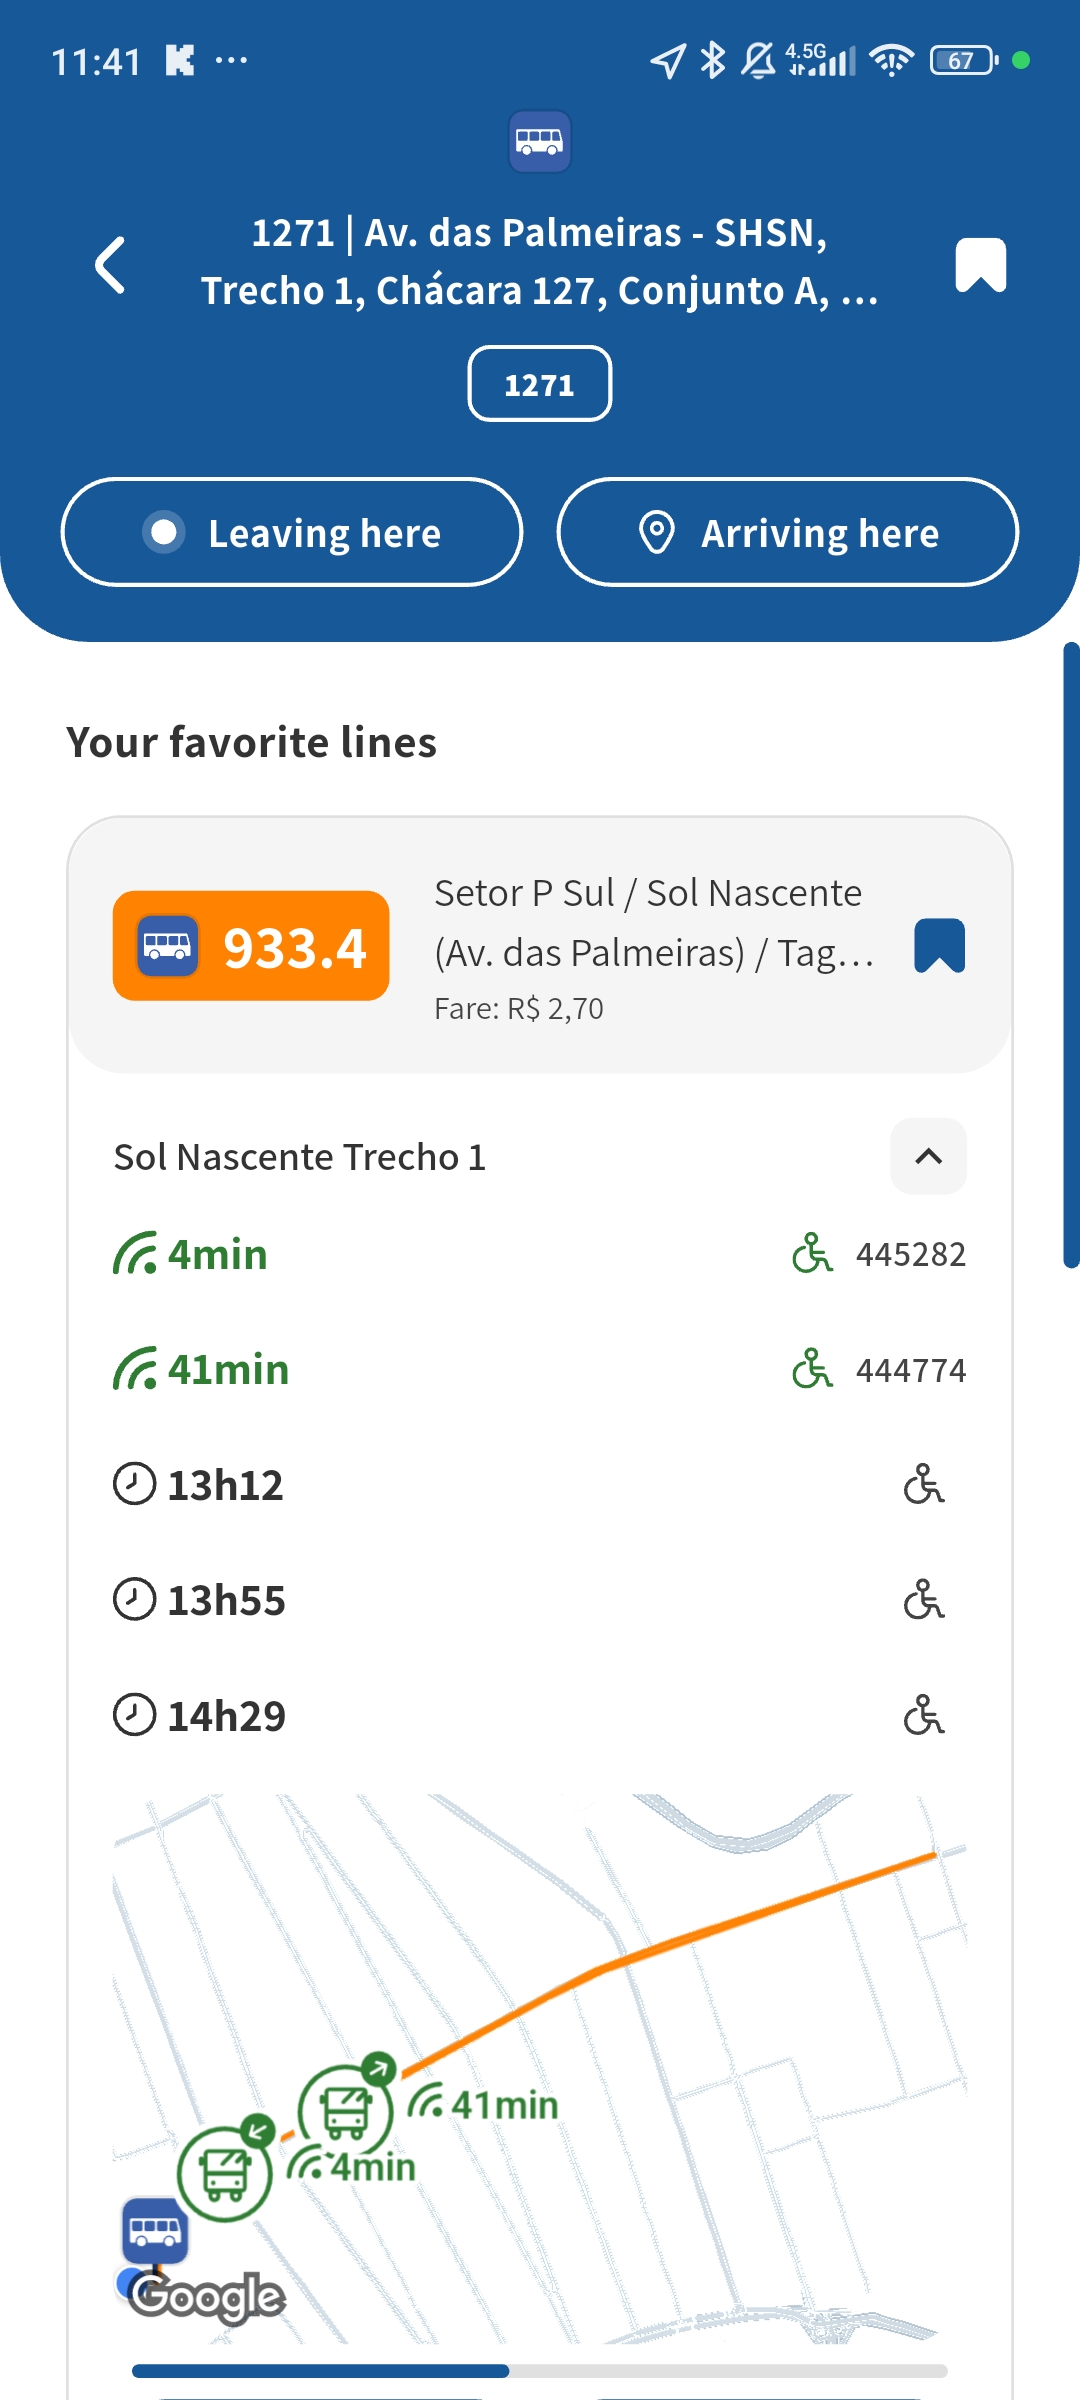 11:41
4.5G
67
1271 | Av. das Palmeiras - SHSN,
Trecho 1, Chácara 127, Conjunto A, ...
1271
Leaving here
Arriving here
Your favorite lines
933.4
Setor P Sul / Sol Nascente
(Av. das Palmeiras) / Tag...
Fare: R$ 2,70
Sol Nascente Trecho 1
4min
445282
41min
444774
13h12
13h55
14h29
41min
4min
Google